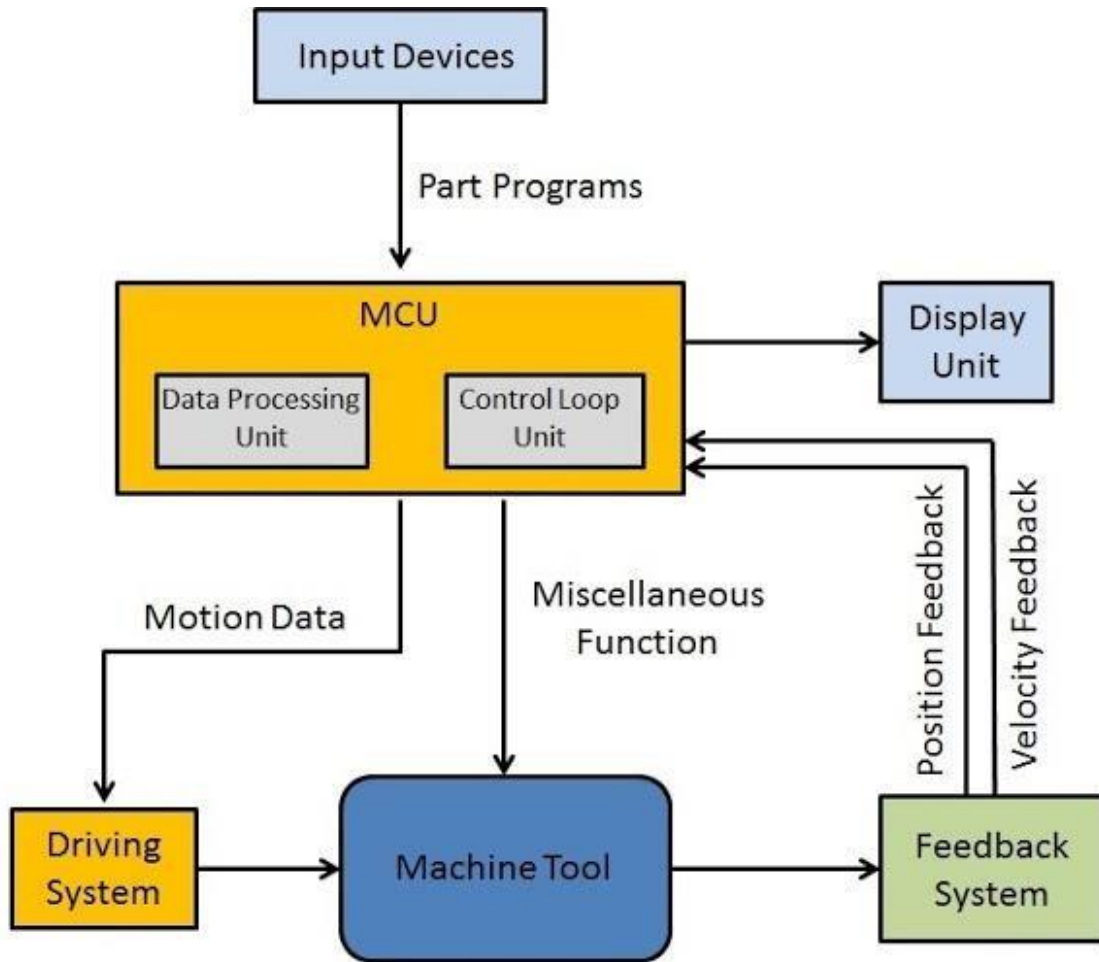 Input Devices
Part Programs
MCU
Display
Unit
Data Processing
Unit
Control Loop
Unit
Motion Data
Miscellaneous
Function
Position Feedback
Velocity Feedback
Driving
System
Machine Tool
Feedback
System